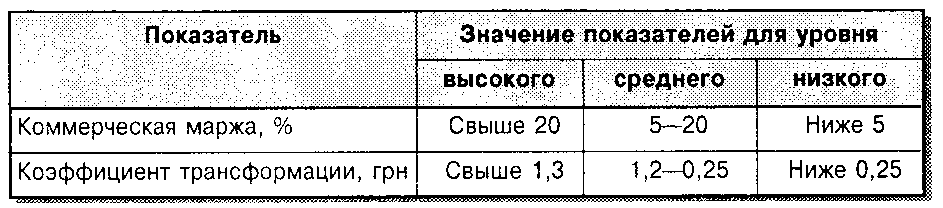 Показатель Значение показателей для уровня
высокого среднего низкого
Коммерческая маржа, % Свыше 20 5—20 Ниже 5
Коэффициент трансформации, грн Свыше 1,3 1,2—0,25 Ниже 0,25